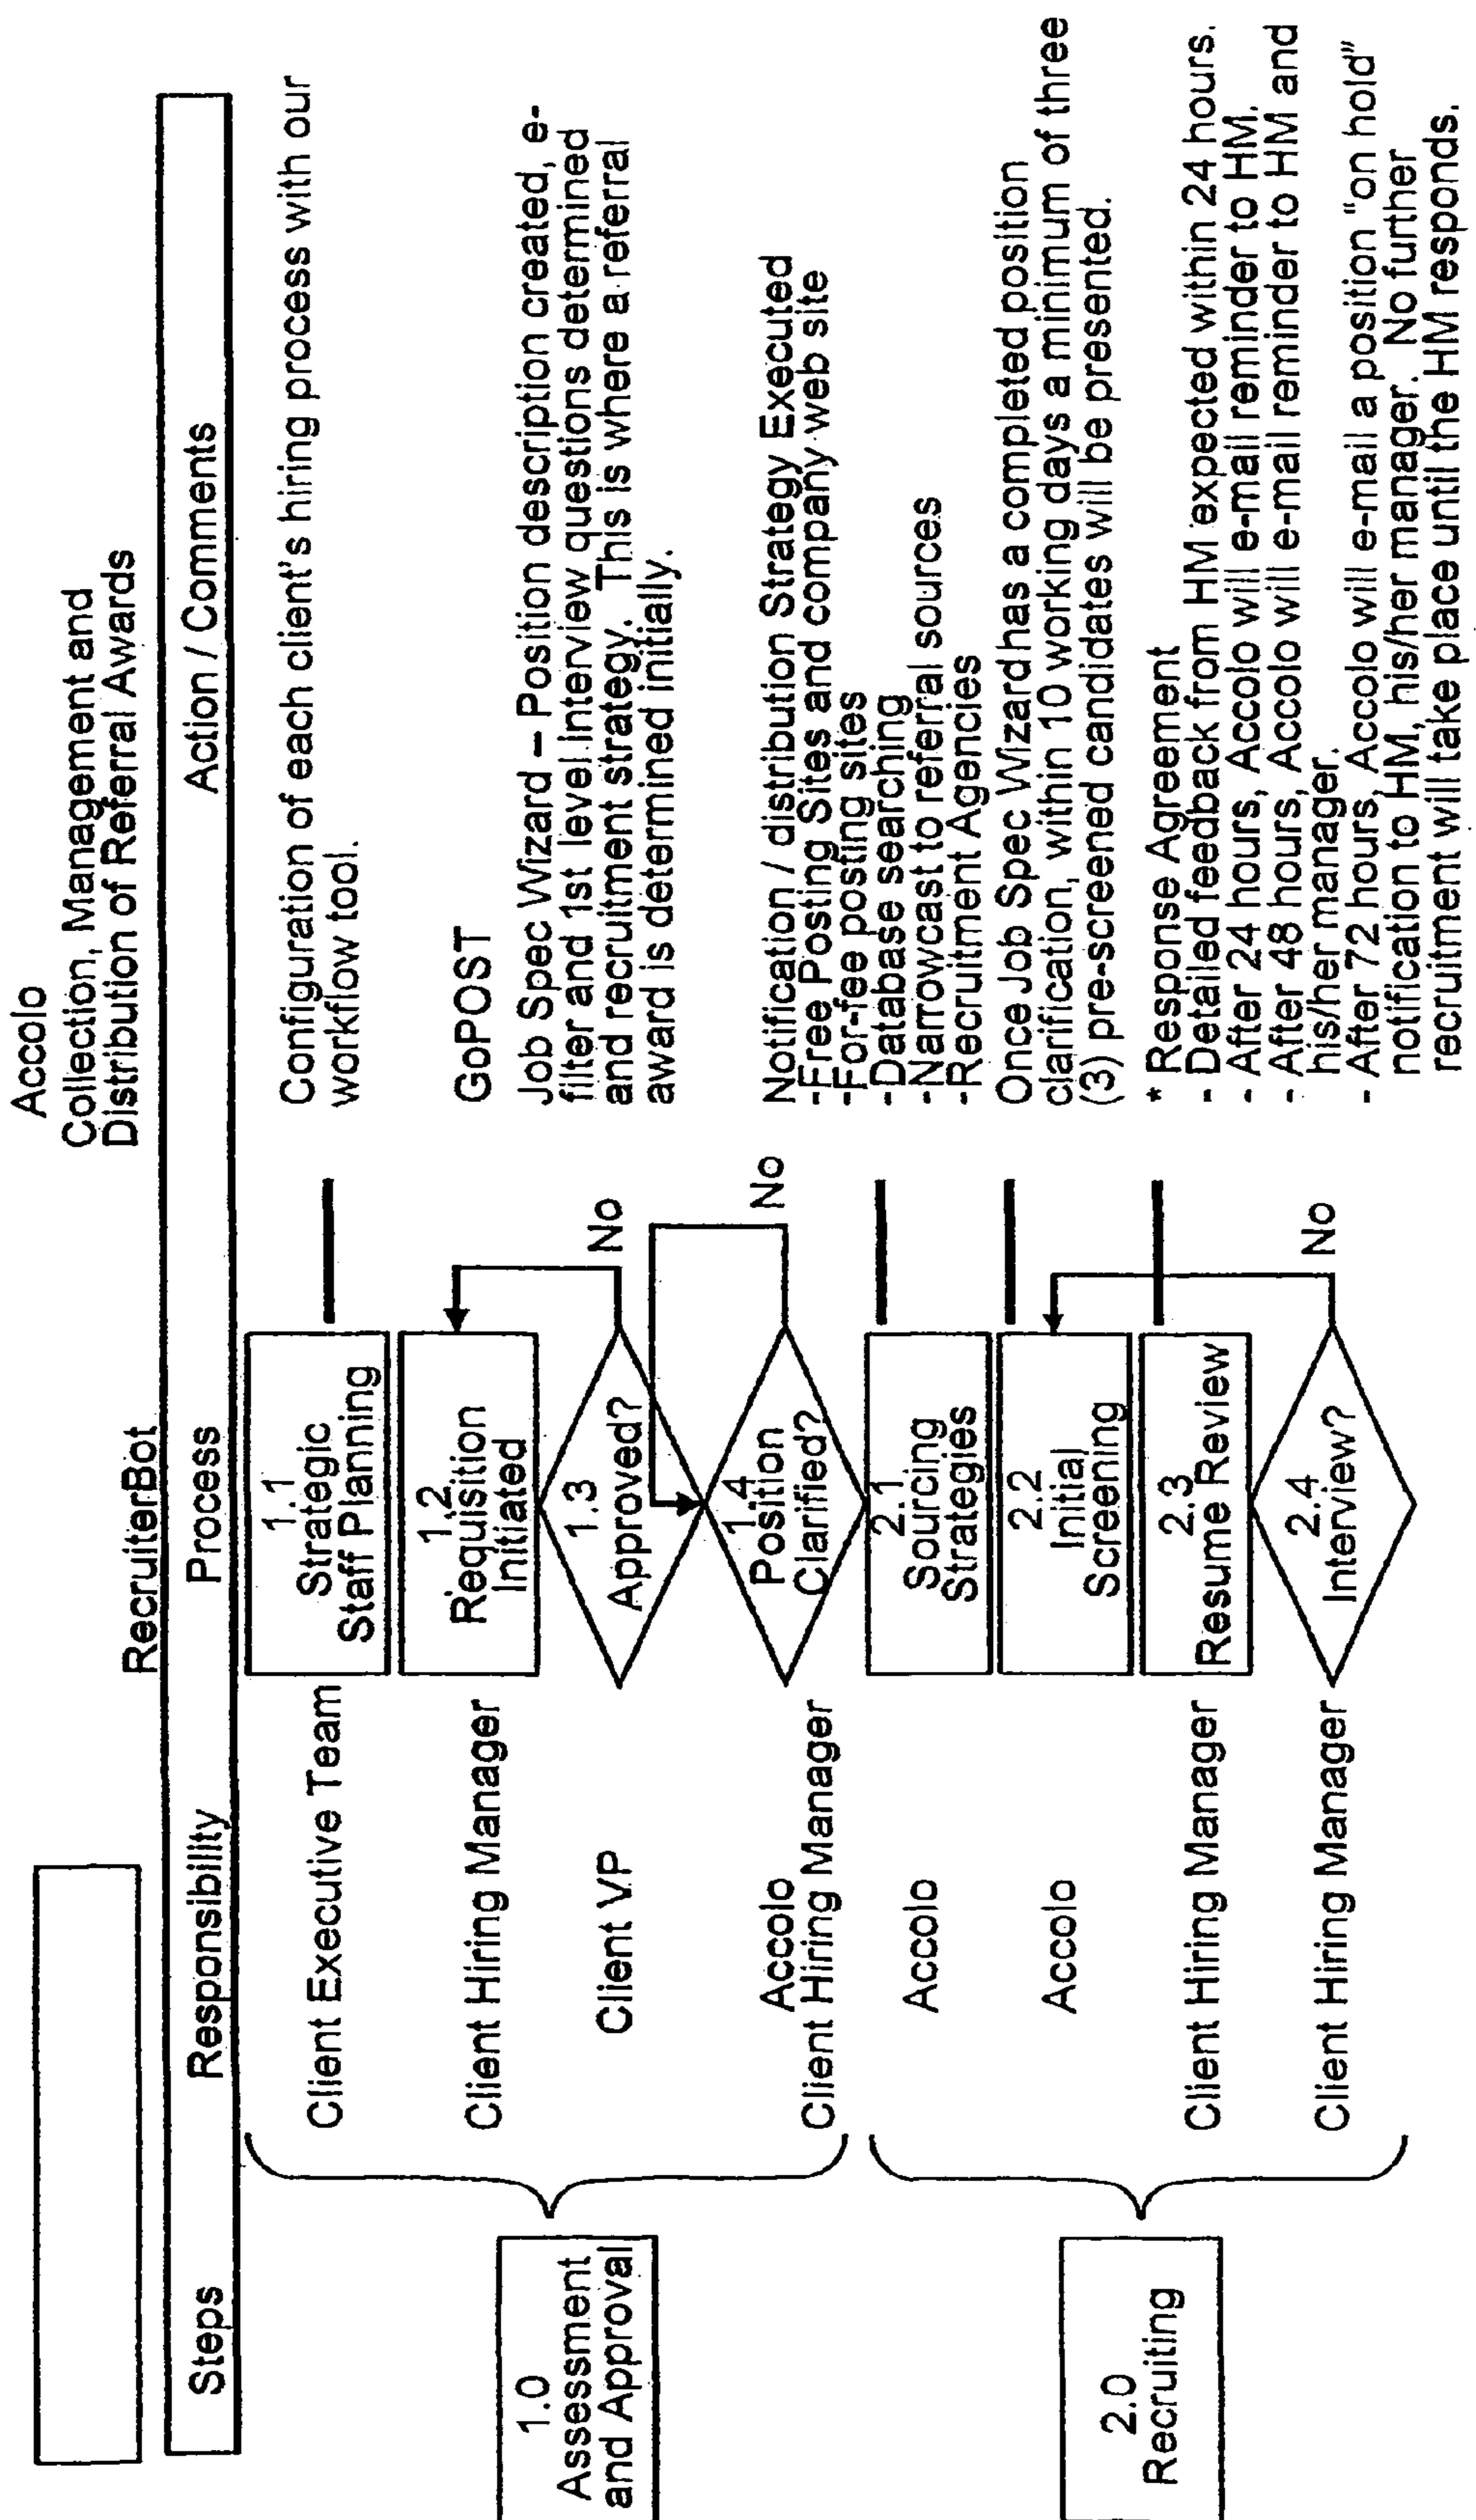 Accolo
Collection, Management and
Distribution of Referral Awards
RecruiterBot
Steps
Responsibility
Process
Action / Comments
1.0
Assessment
and Approval
Client Executive Team
1.1
Strategic
Staff Planning
Configuration of each client's hiring process with our
workflow tool.
Client Hiring Manager
1.2
Requisition
Initiated
GoPOST
Client VP
1.3
Approved?
No
Job Spec Wizard – Position description created, e-
filter and 1st level interview questions determined
and recruitment strategy. This is where a referral
award is determined initially.
Accolo
Client Hiring Manager
1.4
Position
Clarified?
No
Notification / distribution Strategy Executed
-Free Posting Sites and company web site
-For-fee posting sites
- Database searching
- Narrowcast to referral sources
- Recruitment Agencies
2.0
Recruiting
Accolo
2.1
Sourcing
Strategies
Accolo
2.2
Initial
Screening
Once Job Spec Wizard has a completed position
clarification, within 10 working days a minimum of three
(3) pre-screened candidates will be presented.
Client Hiring Manager
2.3
Resume Review
* Response Agreement
- Detailed feedback from HM expected within 24 hours.
- After 24 hours, Accolo will e-mail reminder to HM.
- After 48 hours, Accolo will e-mail reminder to HM and
his/her manager.
- After 72 hours, Accolo will e-mail a position "on hold"
notification to HM, his/her manager. No further
recruitment will take place until the HM responds.
Client Hiring Manager
2.4
Interview?
No